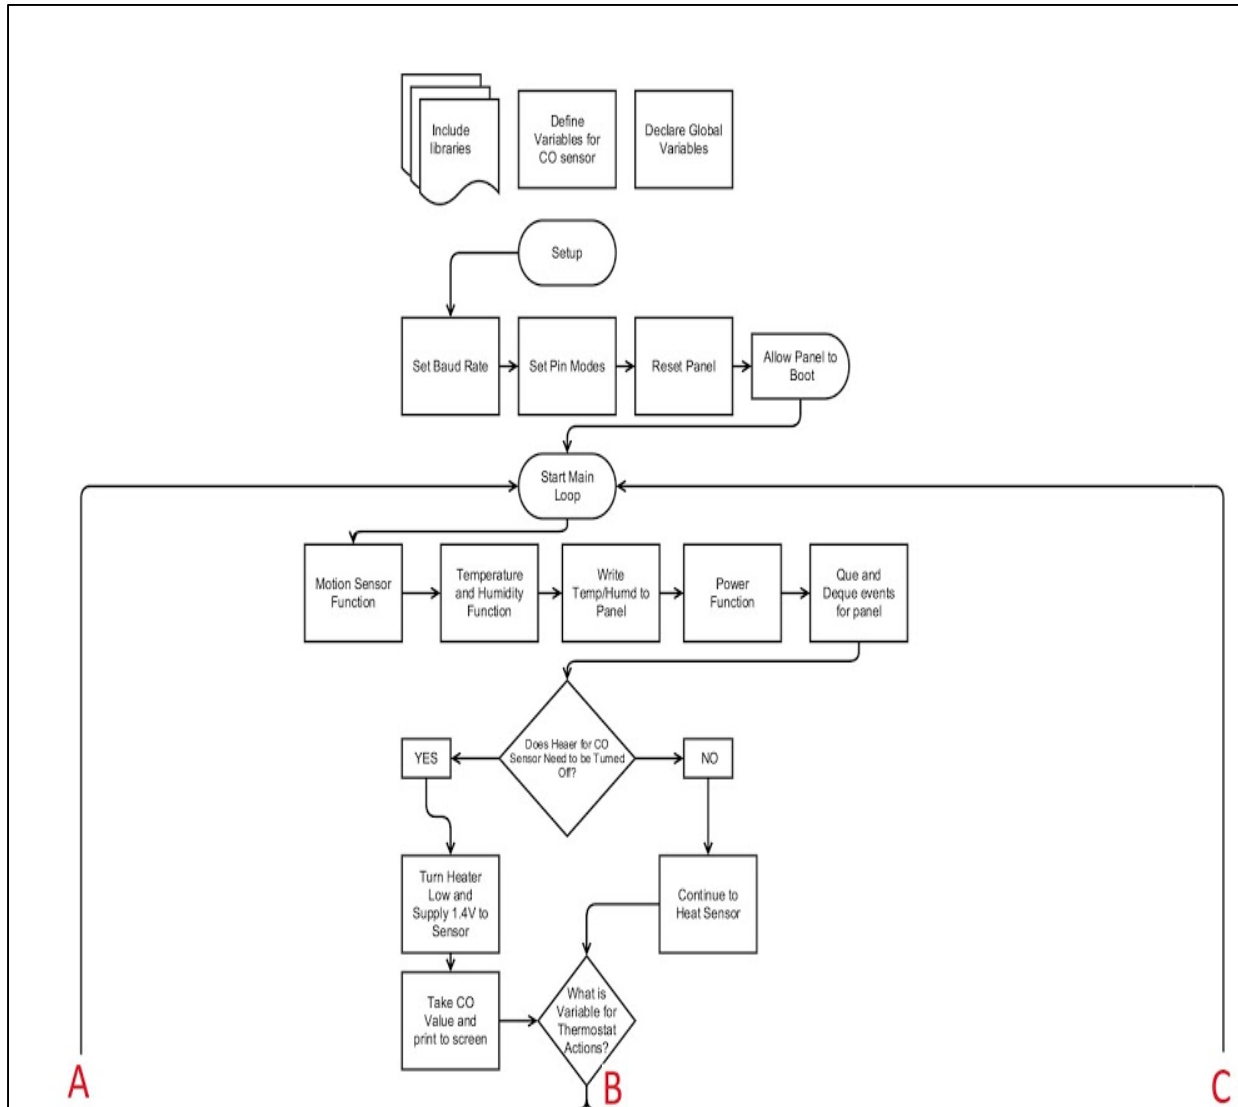 Include
libraries
Define
Variables for
CO sensor
Declare Global
Variables
Setup
Set Baud Rate
Set Pin Modes
Reset Panel
Allow Panel to
Boot
Start Main
Loop
Motion Sensor
Function
Temperature
and Humidity
Function
Write
Temp/Humd to
Panel
Power
Function
Que and
Deque events
for panel
Does Heaer for CO
Sensor Need to be Turned
Off?
YES
NO
Turn Heater
Low and
Supply 1.4V to
Sensor
Continue to
Heat Sensor
Take CO
Value and
print to screen
What is
Variable for
Thermostat
Actions?
A
B
C